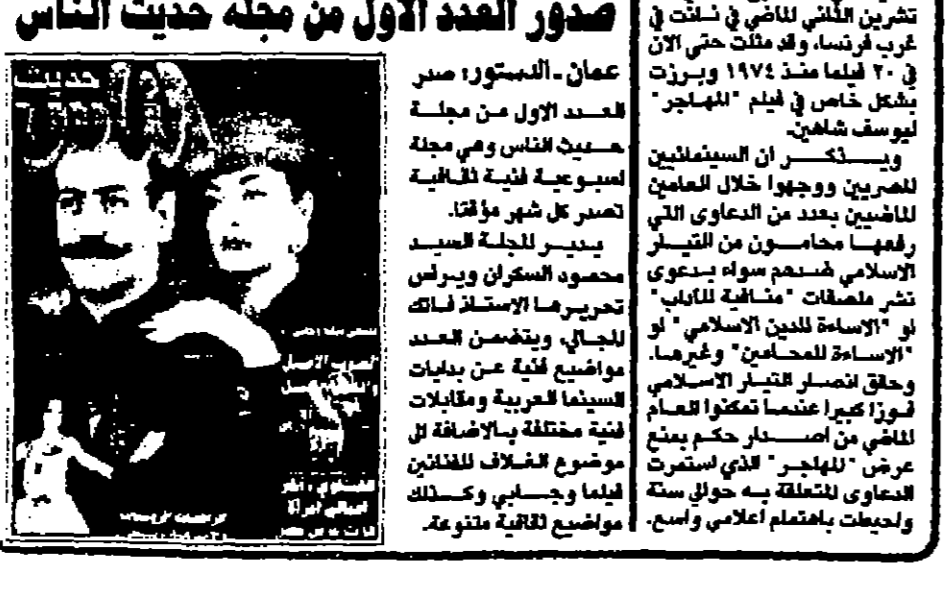 تشرين الثاني الماضي في نانت في
غرب فرنسا، وقد مثلت حتى الان
في ٢٠ فيلما منذ ١٩٧٤ وبرزت
بشكل خاص في فيلم "المهاجر"
ليوسف شاهين.
ويذكر ان السينمائيين
المصريين ووجهوا خلال العامين
الماضيين بعدد من الدعاوى التي
رفعها محامون من التيار
الاسلامي ضدهم سواء بدعوى
نشر ملصقات "منافية للآداب"
او "الاساءة للدين الاسلامي" او
"الاساءة للمحامين" وغيرها.
وحقق انصار التيار الاسلامي
فوزا كبيرا عندما تمكنوا العام
الماضي من اصدار حكم بمنع
عرض "المهاجر" الذي استمرت
الدعاوى المتعلقة به حوالي سنة
واحيطت باهتمام اعلامي واسع.
صدور العدد الاول من مجلة حديث الناس
عمان ـ الدستور: صدر
العدد الاول من مجلة
حديث الناس وهي مجلة
اسبوعية فنية ثقافية
تصدر كل شهر مؤقتا.
يدير المجلة السيد
محمود السكران ويرأس
تحريرها الاستاذ فاتك
المجالي، ويتضمن العدد
مواضيع فنية عن بدايات
السينما العربية ومقابلات
فنية مختلفة بالاضافة الى
موضوع الغلاف للفنانين
فيلما وجابي وكذلك
مواضيع ثقافية متنوعة.
حديث
الناس